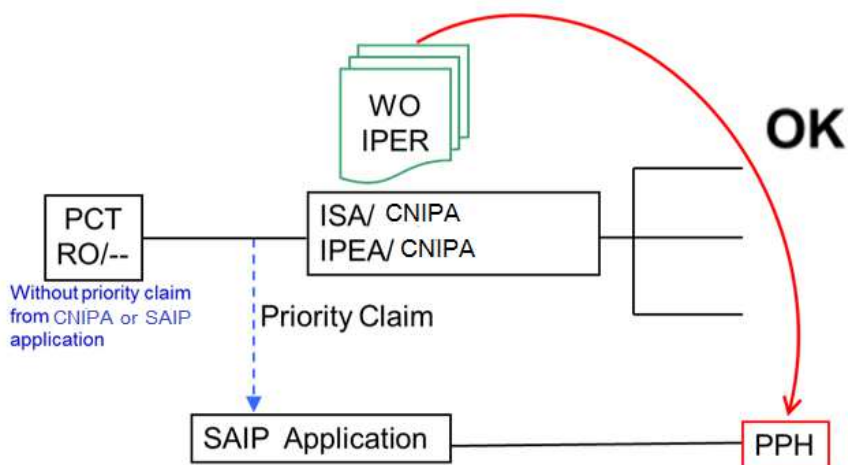 WO
IPER
OK
PCT
RO/--
ISA/ CNIPA
IPEA/ CNIPA
Without priority claim
from CNIPA or SAIP
application
Priority Claim
SAIP Application
PPH